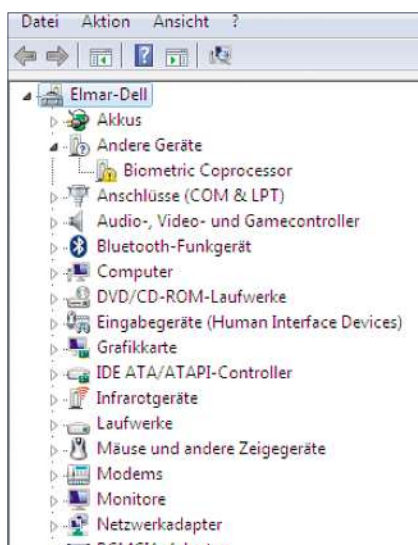 Datei Aktion Ansicht ?
Elmar-Dell
Akkus
Andere Geräte
Biometric Coprocessor
Anschlüsse (COM & LPT)
Audio-, Video- und Gamecontroller
Bluetooth-Funkgerät
Computer
DVD/CD-ROM-Laufwerke
Eingabegeräte (Human Interface Devices)
Grafikkarte
IDE ATA/ATAPI-Controller
Infrarotgeräte
Laufwerke
Mäuse und andere Zeigegeräte
Modems
Monitore
Netzwerkadapter